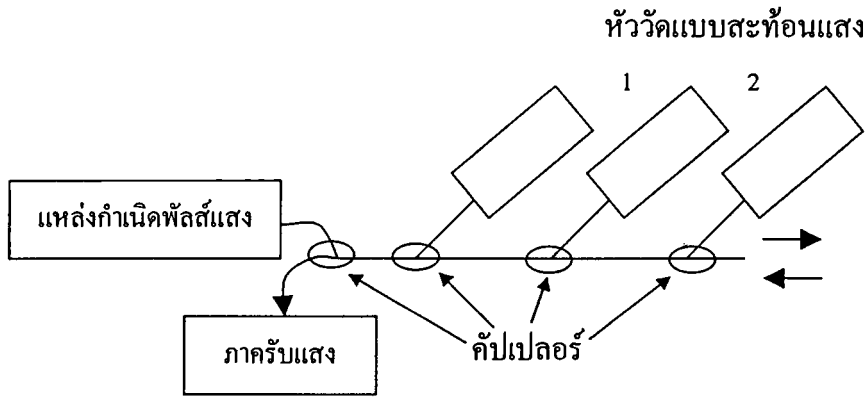 หัววัดแบบสะท้อนแสง
1 2
แหล่งกำเนิดพัลส์แสง
ภาครับแสง
คัปเปลอร์